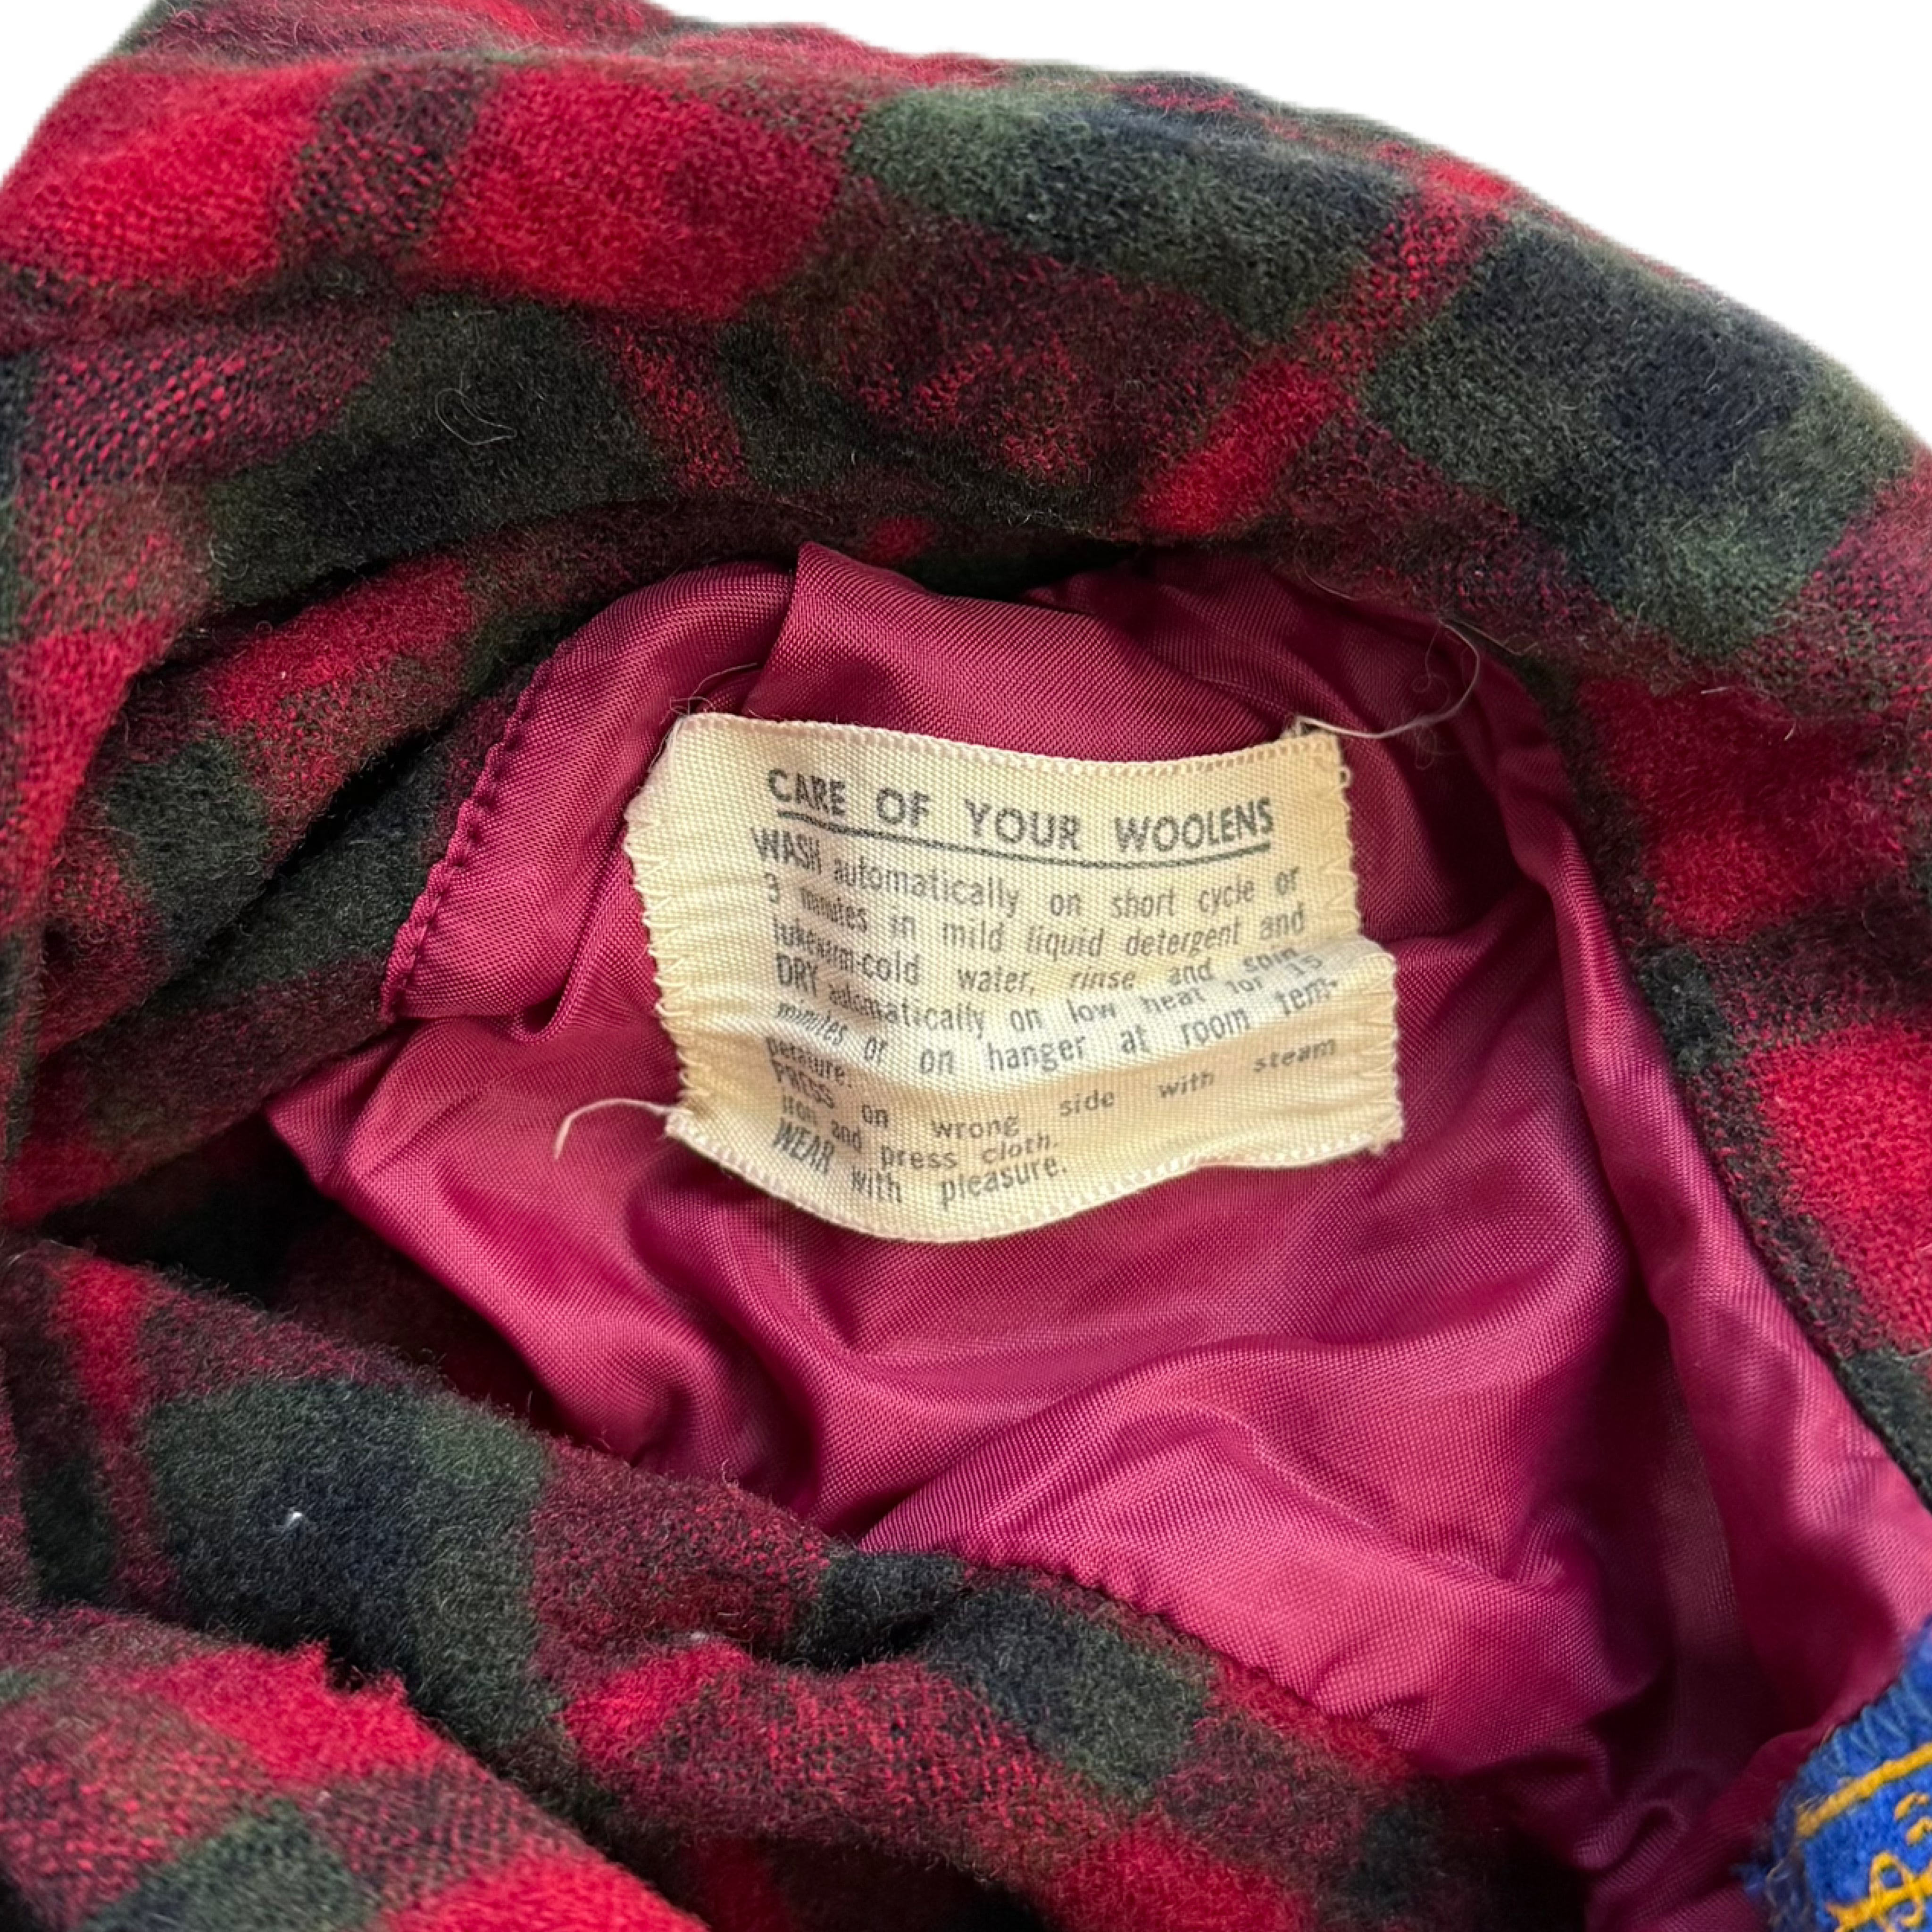 CARE OF YOUR WOOLENS
WASH automatically on short cycle or
3 minutes in mild liquid detergent and
lukewarm-cold water, rinse and spin
DRY automatically on low heat for 15
minutes or on hanger at room tem-
perature.
PRESS on wrong side with steam
iron and press cloth.
WEAR with pleasure.